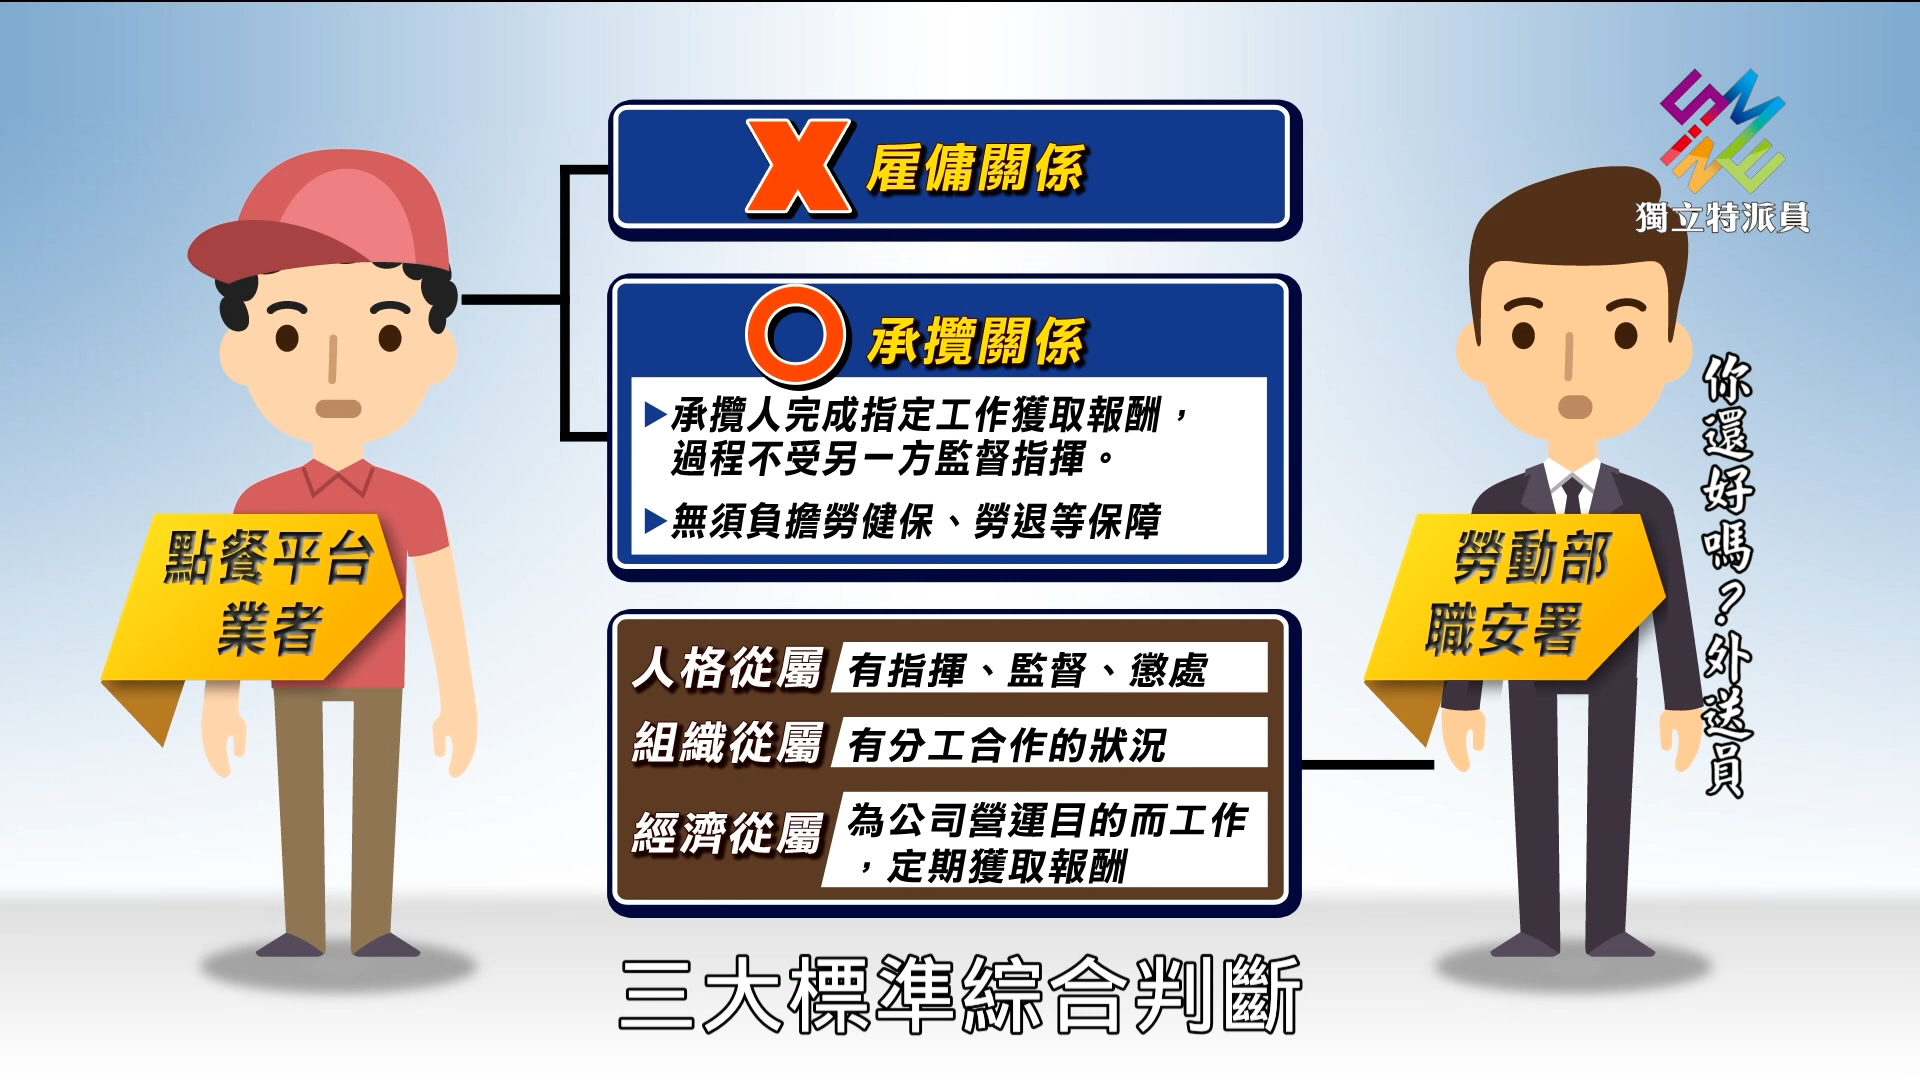 X 雇傭關係
承攬關係
▶承攬人完成指定工作獲取報酬，
過程不受另一方監督指揮。
▶無須負擔勞健保、勞退等保障
點餐平台
業者
人格從屬 有指揮、監督、懲處
組織從屬 有分工合作的狀況
經濟從屬 為公司營運目的而工作
，定期獲取報酬
勞動部
職安署
SMiNE
獨立特派員
你還好嗎？外送員
三大標準綜合判斷